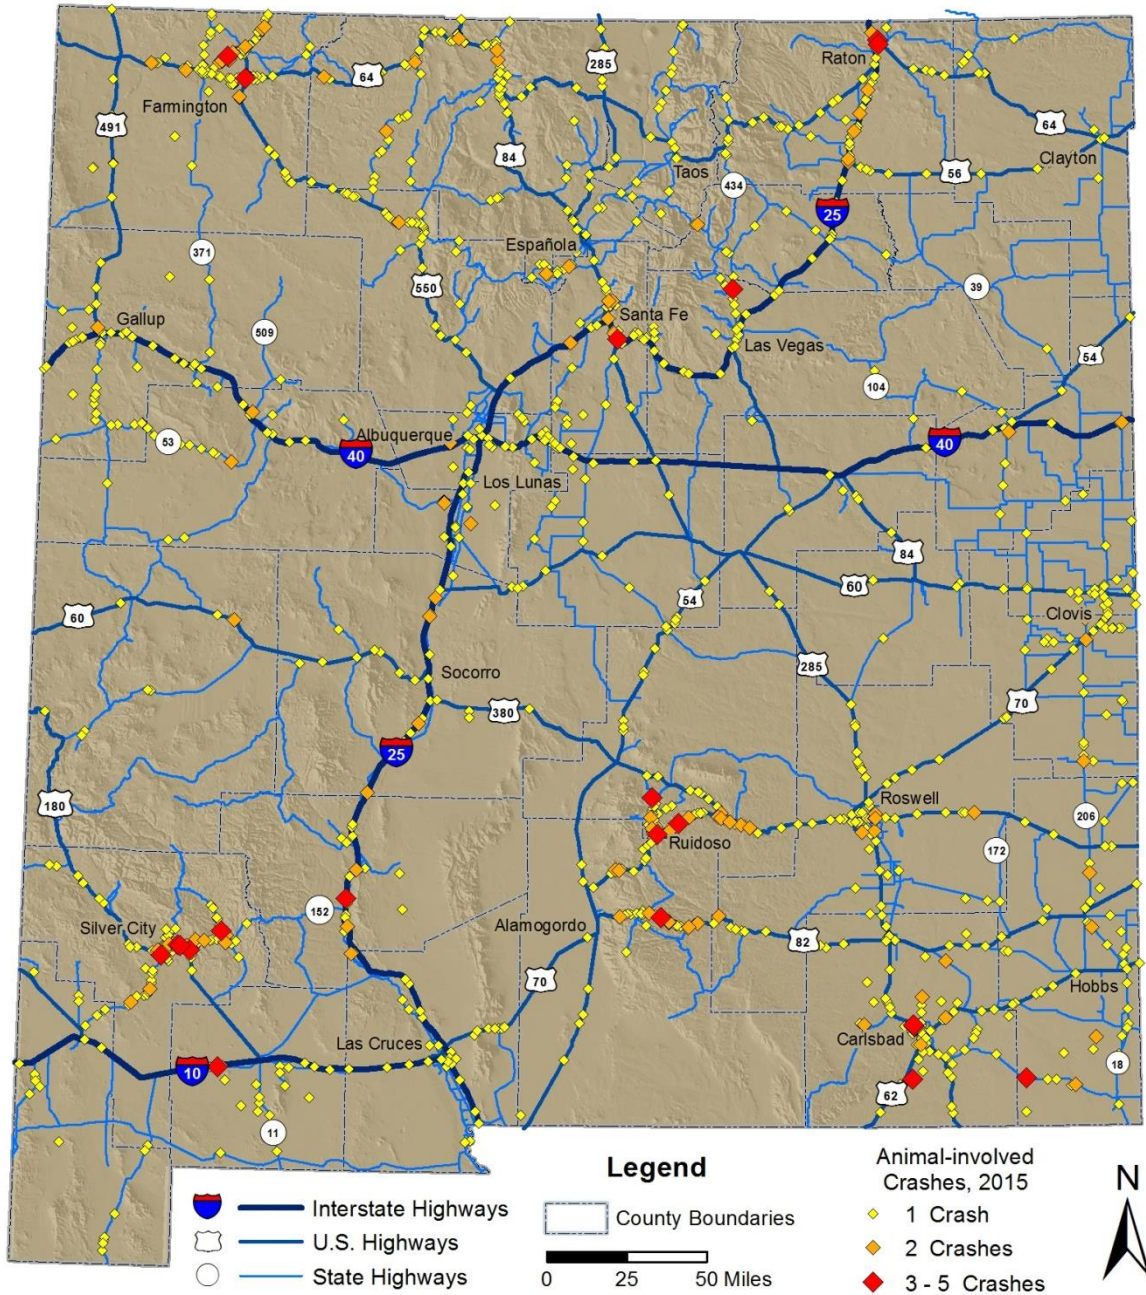 285
Raton
64
Farmington
491
64
84
Clayton
Taos
56
434
25
371
Española
550
39
Gallup
509
Santa Fe
Las Vegas
54
104
53
Albuquerque
40
40
Los Lunas
84
54
60
60
Clovis
Socorro
285
70
380
25
180
Roswell
206
Ruidoso
172
152
Silver City
Alamogordo
82
70
Hobbs
Las Cruces
Carlsbad
10
62
18
11
Legend
Interstate Highways
U.S. Highways
State Highways
County Boundaries
0 25 50 Miles
Animal-involved
Crashes, 2015
1 Crash
2 Crashes
3 - 5 Crashes
N